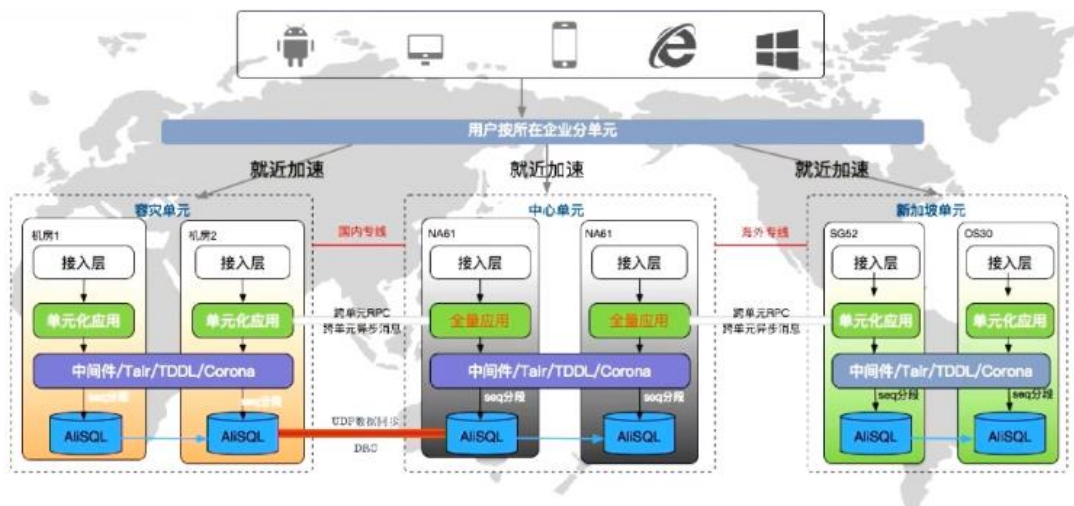 用户按所在企业分单元
就近加速
就近加速
就近加速
容灾单元
中心单元
新加坡单元
机房1
机房2
国内专线
NA61
NA61
海外专线
SG52
OS30
接入层
接入层
接入层
接入层
接入层
接入层
单元化应用
单元化应用
跨单元RPC
跨单元异步消息
全量应用
全量应用
跨单元RPC
跨单元异步消息
单元化应用
单元化应用
中间件/Tair/TDDL/Corona
中间件/Tair/TDDL/Corona
中间件/Tair/TDDL/Corona
seq分段
seq分段
seq分段
seq分段
seq分段
seq分段
AliSQL
AliSQL
UDP数据同步
DRC
AliSQL
AliSQL
AliSQL
AliSQL